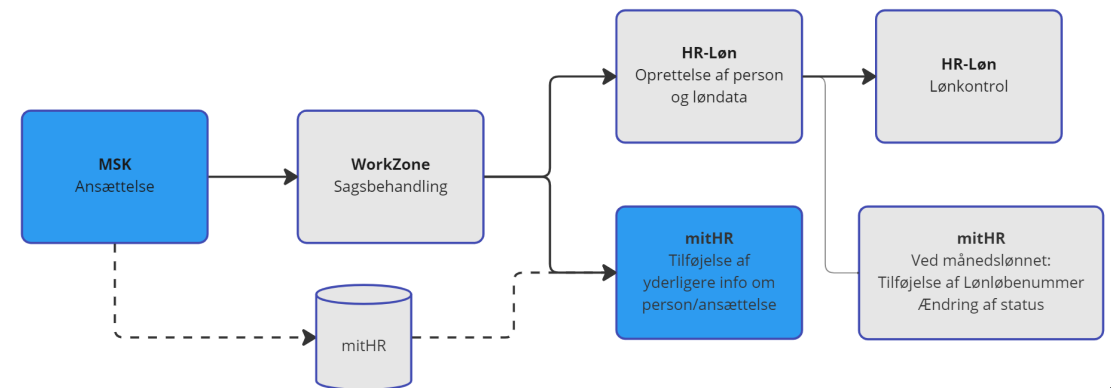 MSK
Ansættelse
WorkZone
Sagsbehandling
HR-Løn
Oprettelse af person
og løndata
HR-Løn
Lønkontrol
mitHR
Tilføjelse af
yderligere info om
person/ansættelse
mitHR
Ved månedslønnet:
Tilføjelse af Lønløbenummer
Ændring af status
mitHR